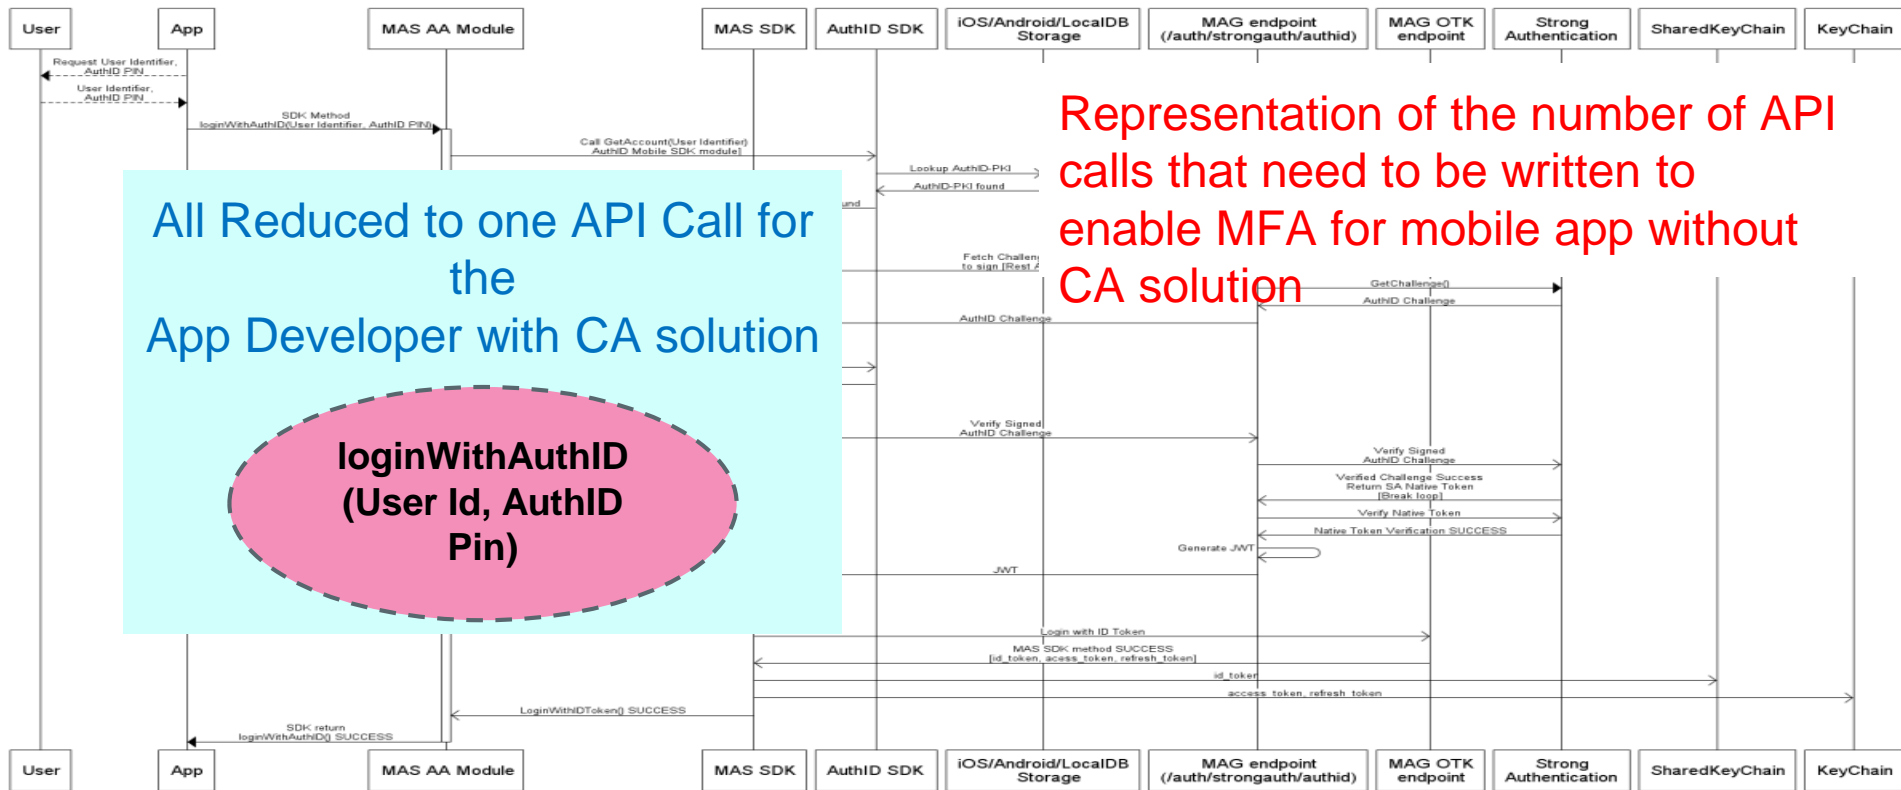 User
App
MAS AA Module
MAS SDK
AuthID SDK
iOS/Android/LocalDB
Storage
MAG endpoint
(/auth/strongauth/authid)
MAG OTK
endpoint
Strong
Authentication
SharedKeyChain
KeyChain
Request User Identifier,
AuthID PIN
User Identifier,
AuthID PIN
SDK Method
loginWithAuthID(User Identifier, AuthID PIN)
Call GetAccount(User Identifier)
AuthID Mobile SDK module]
Lookup AuthID-PKI
AuthID-PKI found
und
Representation of the number of API
calls that need to be written to
enable MFA for mobile app without
CA solution
All Reduced to one API Call for
the
App Developer with CA solution
loginWithAuthID
(User Id, AuthID
Pin)
Fetch Challen
to sign [Rest A
GetChallenge()
AuthID Challenge
AuthID Challenge
Verify Signed
AuthID Challenge
Verify Signed
AuthID Challenge
Verified Challenge Success
Return SA Native Token
[Break loop]
Verify Native Token
Native Token Verification SUCCESS
Generate JWT
JWT
Login with ID Token
MAS SDK method SUCCESS
[id_token, acess_token, refresh_token]
id_token
access_token, refresh_token
LoginWithIDToken() SUCCESS
SDK return
loginWithAuthID() SUCCESS
User
App
MAS AA Module
MAS SDK
AuthID SDK
iOS/Android/LocalDB
Storage
MAG endpoint
(/auth/strongauth/authid)
MAG OTK
endpoint
Strong
Authentication
SharedKeyChain
KeyChain